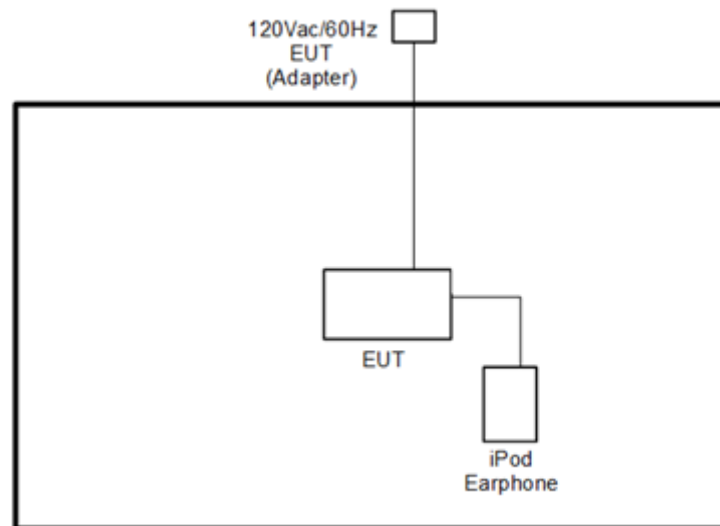 120Vac/60Hz
EUT
(Adapter)
EUT
iPod
Earphone